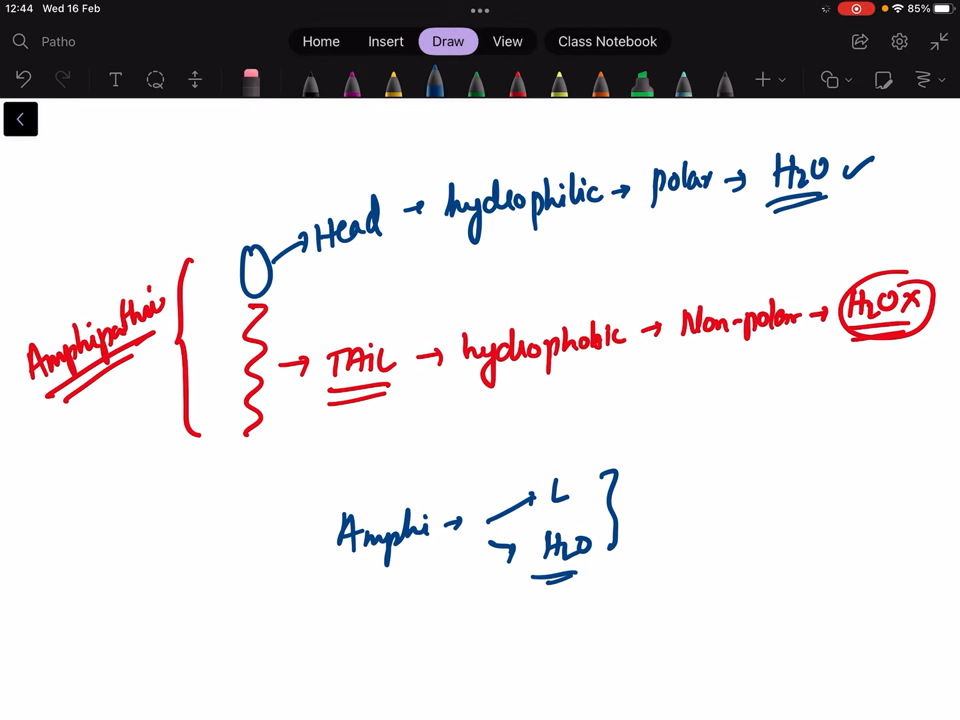 12:44 Wed 16 Feb
85%
Patho
Home Insert Draw View Class Notebook
Head → hydrophilic → polar → H2O ✓
Amphipathic
→ TAiL → hydrophobic → Non-polar → H2O X
Amphi → L
→ H2O